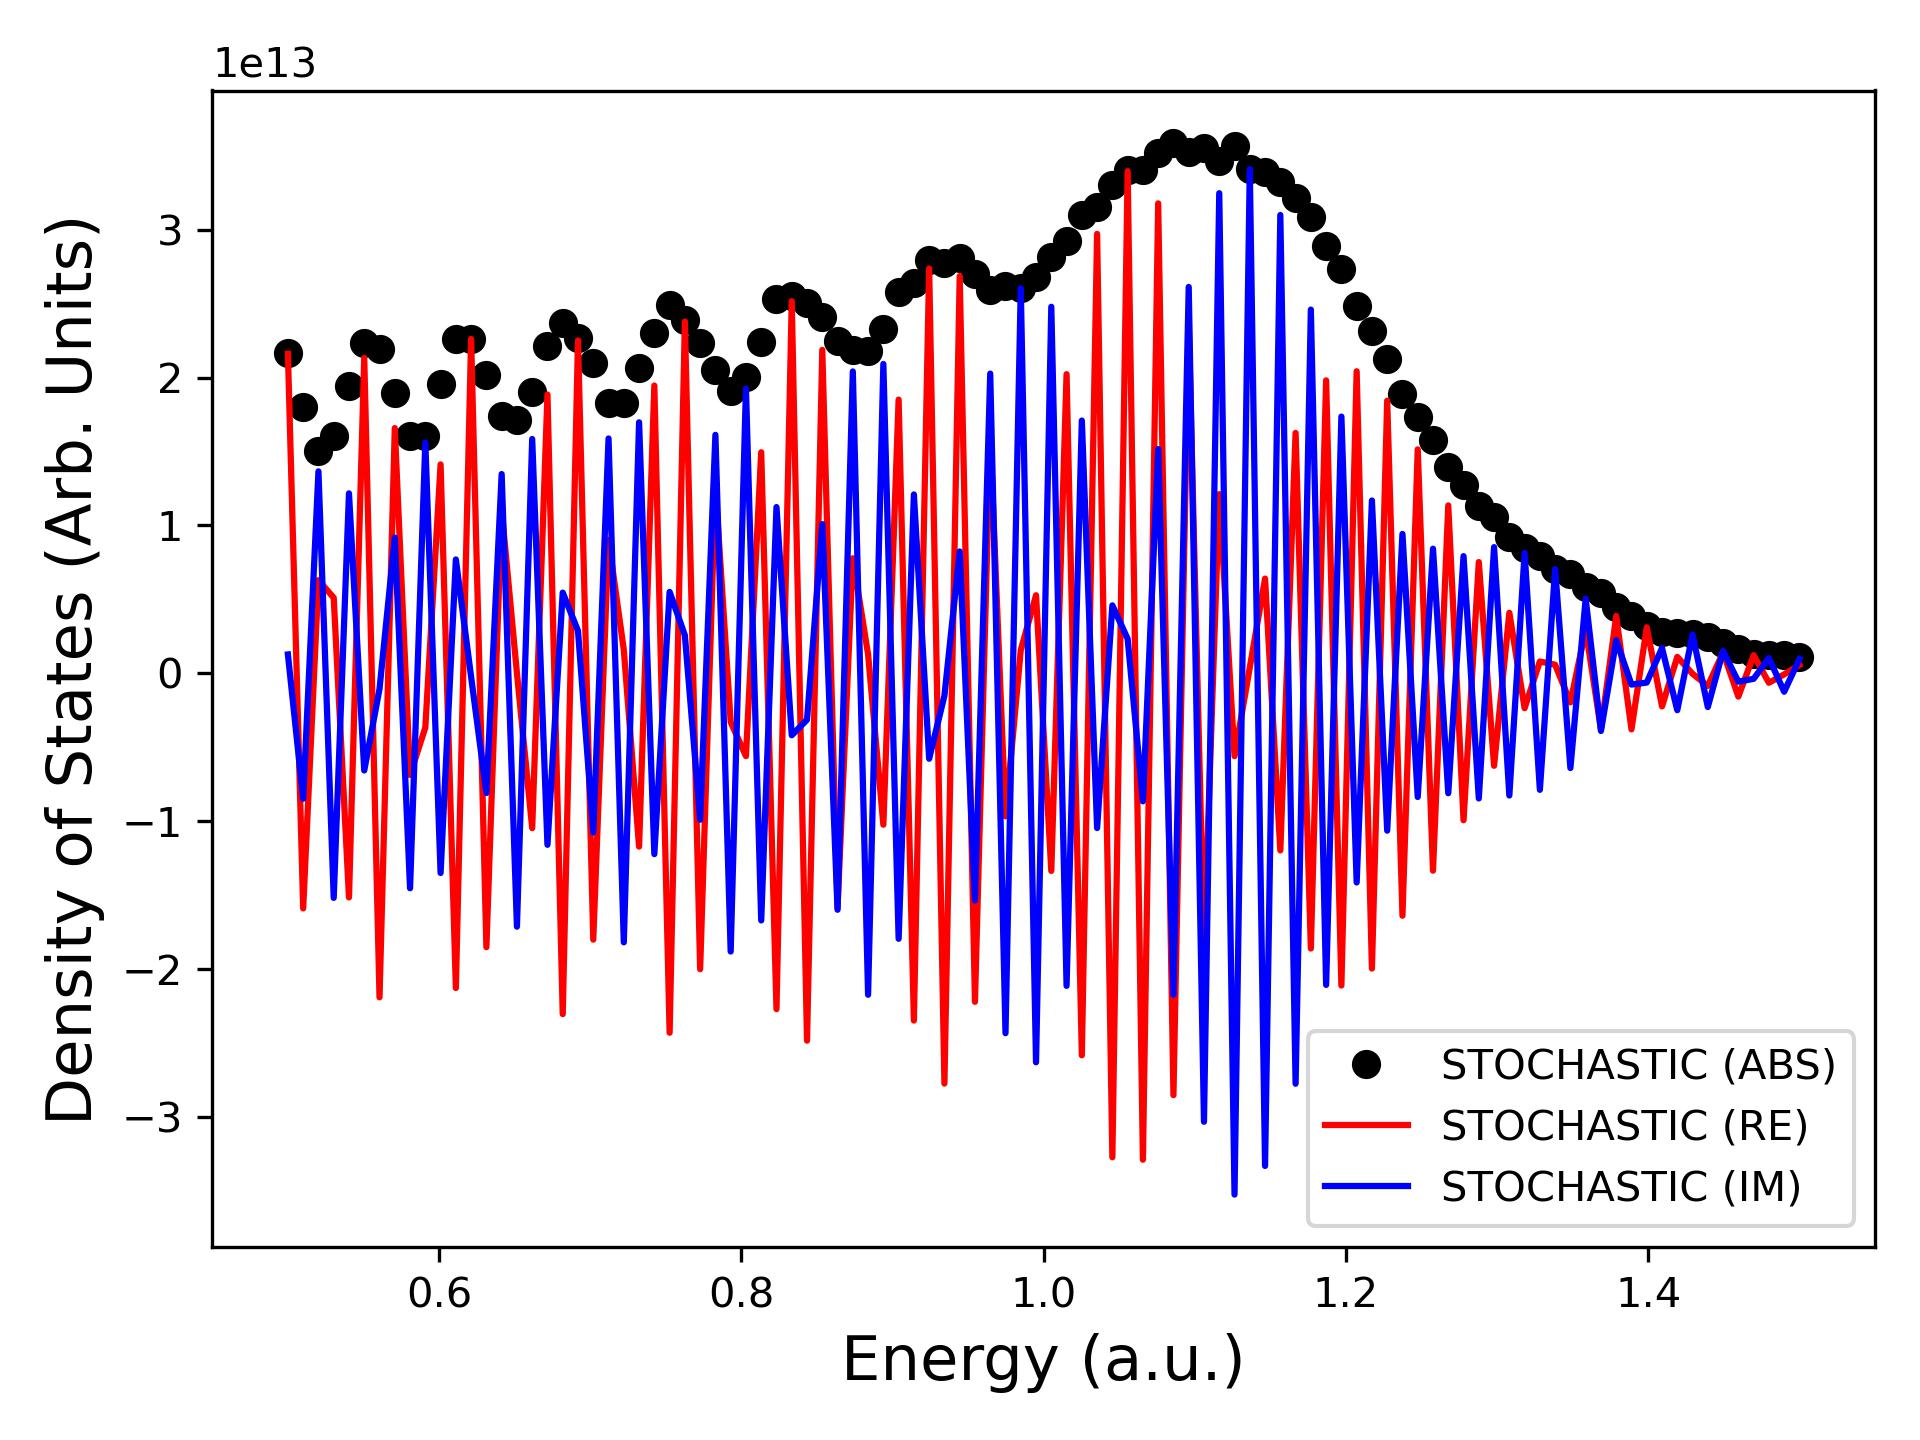 1e13
Density of States (Arb. Units)
3
2
1
0
−1
−2
−3
STOCHASTIC (ABS)
STOCHASTIC (RE)
STOCHASTIC (IM)
0.6 0.8 1.0 1.2 1.4
Energy (a.u.)